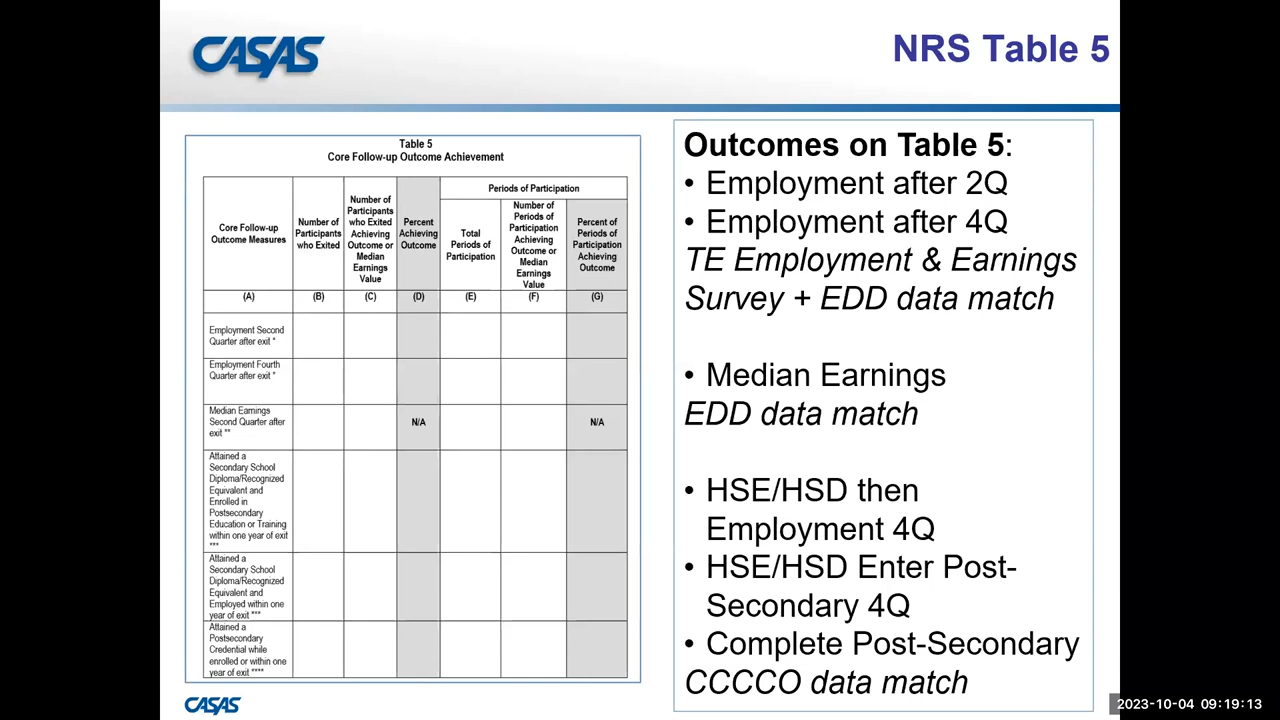 CASAS
NRS Table 5
Table 5
Core Follow-up Outcome Achievement
Core Follow-up
Outcome Measures
Number of
Participants
who Exited
Number of
Participants
who Exited
Achieving
Outcome or
Median
Earnings
Value
Percent
Achieving
Outcome
Periods of Participation
Total
Periods of
Participation
Number of
Periods of
Participation
Achieving
Outcome or
Median
Earnings
Value
Percent of
Periods of
Participation
Achieving
Outcome
(A)
(B)
(C)
(D)
(E)
(F)
(G)
Employment Second
Quarter after exit *
Employment Fourth
Quarter after exit *
Median Earnings
Second Quarter after
exit **
N/A
N/A
Attained a
Secondary School
Diploma/Recognized
Equivalent and
Enrolled in
Postsecondary
Education or Training
within one year of exit
***
Attained a
Secondary School
Diploma/Recognized
Equivalent and
Employed within one
year of exit ***
Attained a
Postsecondary
Credential while
enrolled or within one
year of exit ****
Outcomes on Table 5:
• Employment after 2Q
• Employment after 4Q
TE Employment & Earnings
Survey + EDD data match
• Median Earnings
EDD data match
• HSE/HSD then
Employment 4Q
• HSE/HSD Enter Post-
Secondary 4Q
• Complete Post-Secondary
CCCCO data match
CASAS
2023-10-04 09:19:13